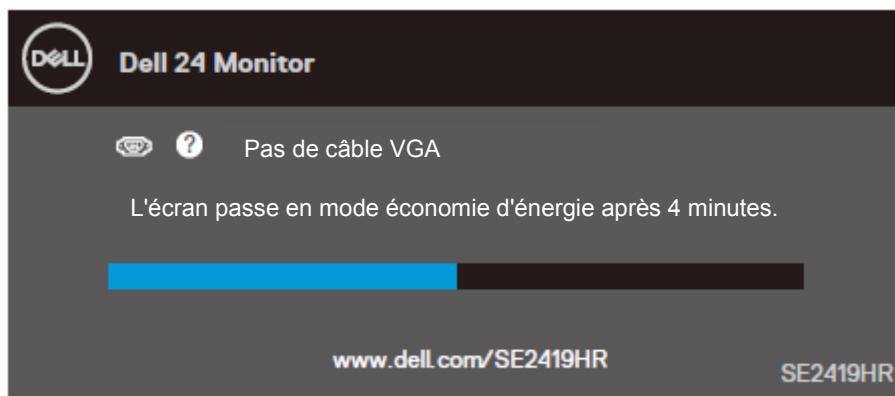 DELL
Dell 24 Monitor
? Pas de câble VGA
L'écran passe en mode économie d'énergie après 4 minutes.
www.dell.com/SE2419HR
SE2419HR